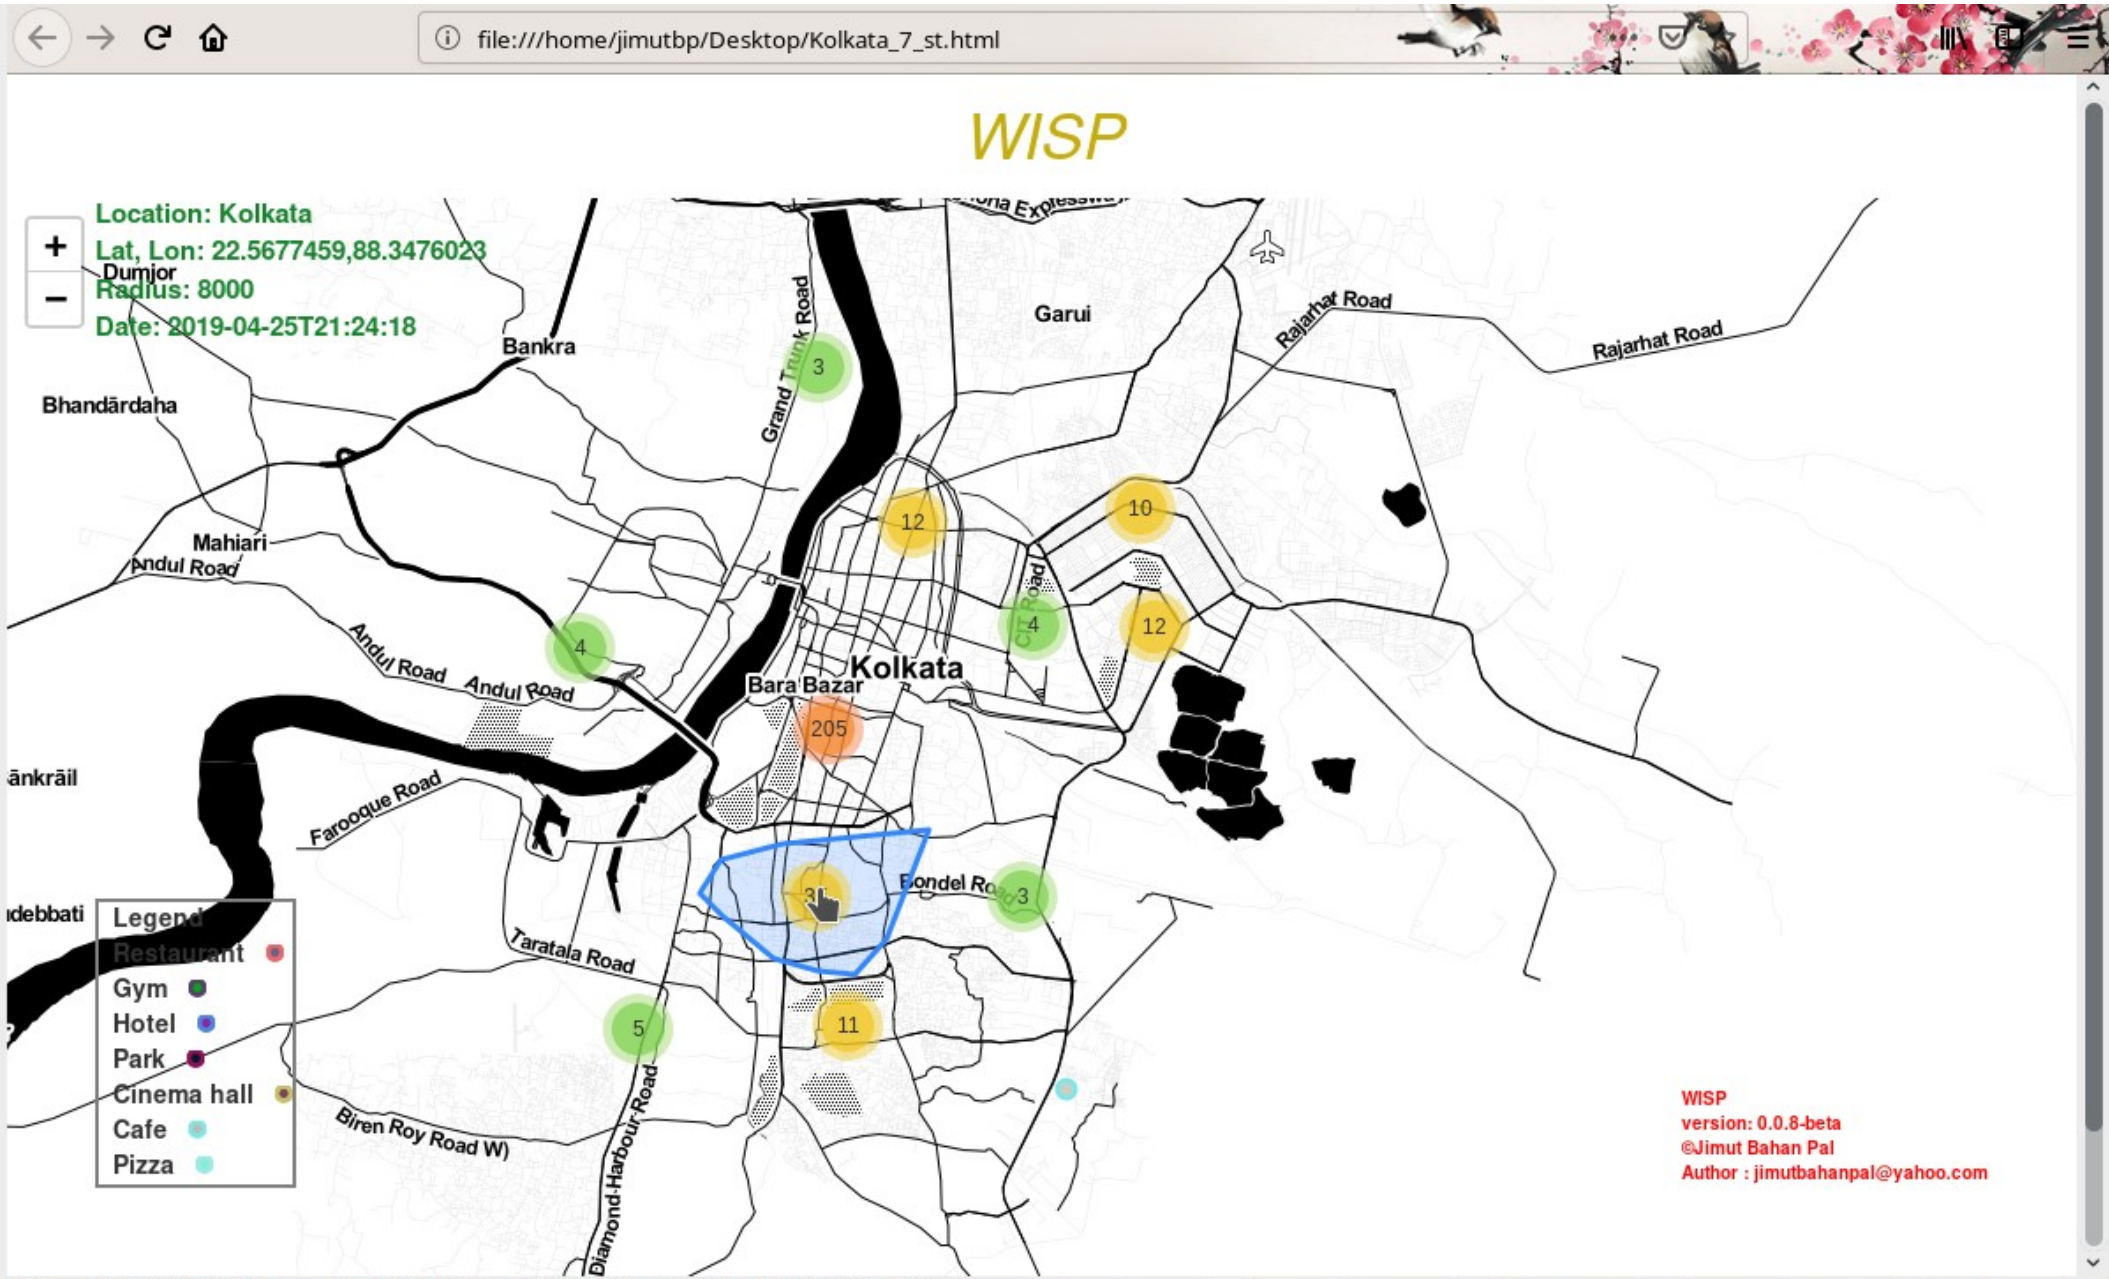 file:///home/jimutbp/Desktop/Kolkata_7_st.html
WISP
+
−
Location: Kolkata
Lat, Lon: 22.5677459,88.3476023
Dumjor
Radius: 8000
Date: 2019-04-25T21:24:18
Garui
Rajarhat Road
Rajarhat Road
Bankra
Grand Trunk Road
3
Bhandārdaha
12
10
Mahiari
Andul Road
CIT Road
4
12
4
Andul Road
Andul Road
Kolkata
Bara Bazar
205
ānkrāil
Farooque Road
Bondel Road
3
debbati
Taratala Road
5
11
Legend
Restaurant
Gym
Hotel
Park
Cinema hall
Cafe
Pizza
Biren Roy Road W)
Diamond-Harbour-Road
WISP
version: 0.0.8-beta
©Jimut Bahan Pal
Author : jimutbahanpal@yahoo.com